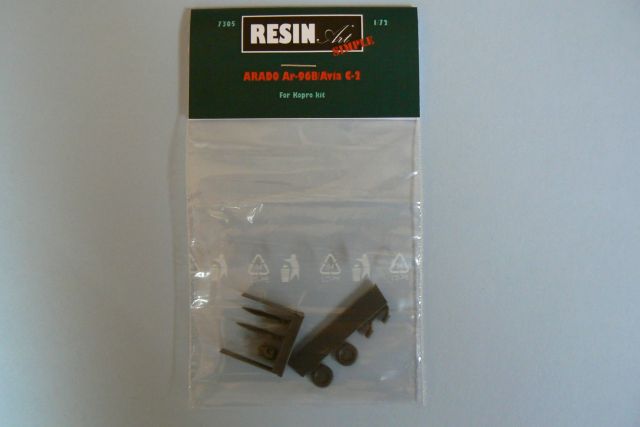 7305
RESIN Art
1/72
SIMPLE
ARADO Ar-96B/Avia C-2
For Kopro kit